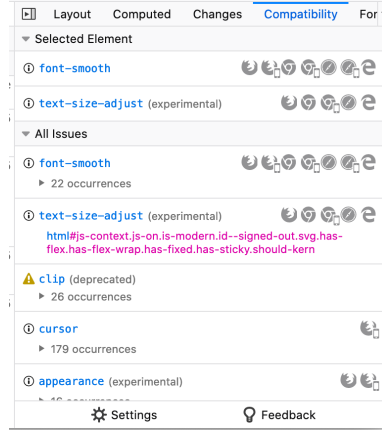 Layout Computed Changes Compatibility For
Selected Element
font-smooth
text-size-adjust (experimental)
All Issues
font-smooth
22 occurrences
text-size-adjust (experimental)
html#js-context.js-on.is-modern.id--signed-out.svg.has-
flex.has-flex-wrap.has-fixed.has-sticky.should-kern
clip (deprecated)
26 occurrences
cursor
179 occurrences
appearance (experimental)
Settings Feedback